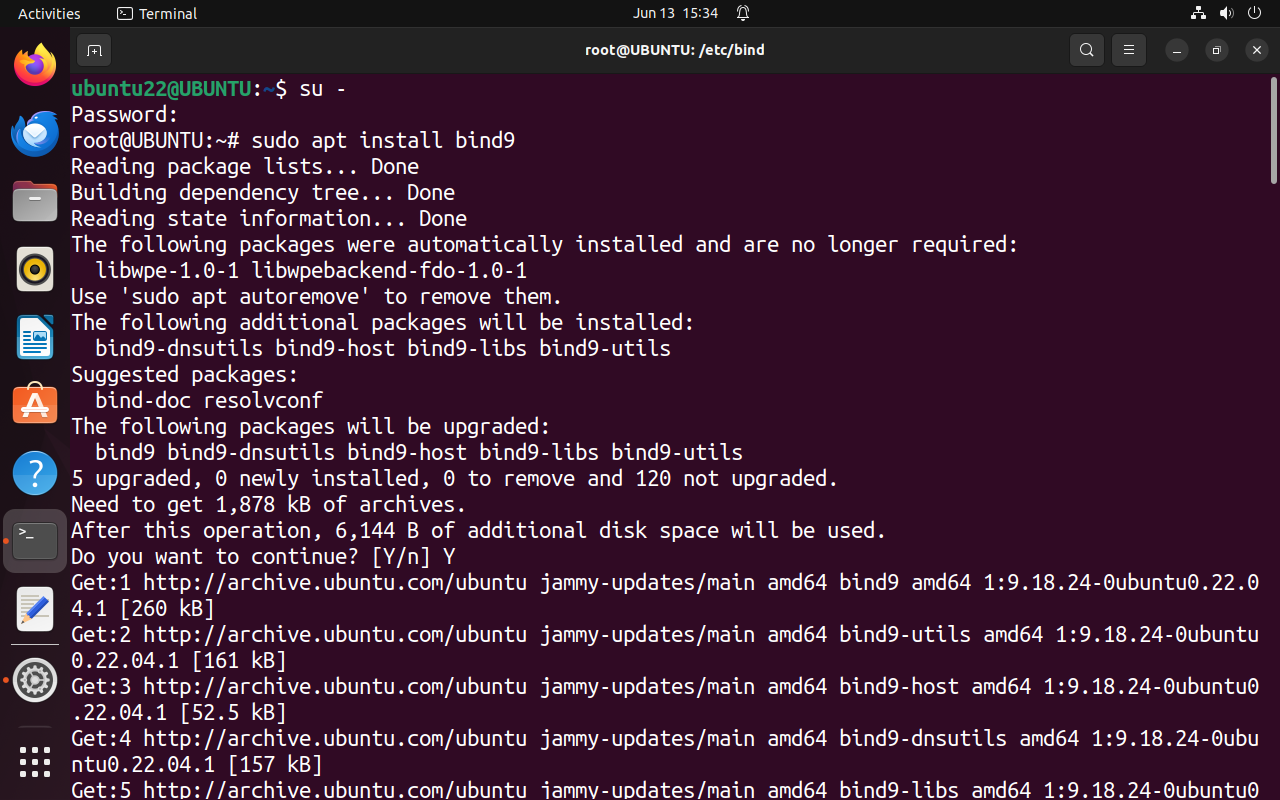 Activities Terminal Jun 13 15:34
root@UBUNTU: /etc/bind
ubuntu22@UBUNTU:~$ su -
Password:
root@UBUNTU:~# sudo apt install bind9
Reading package lists... Done
Building dependency tree... Done
Reading state information... Done
The following packages were automatically installed and are no longer required:
  libwpe-1.0-1 libwpebackend-fdo-1.0-1
Use 'sudo apt autoremove' to remove them.
The following additional packages will be installed:
  bind9-dnsutils bind9-host bind9-libs bind9-utils
Suggested packages:
  bind-doc resolvconf
The following packages will be upgraded:
  bind9 bind9-dnsutils bind9-host bind9-libs bind9-utils
5 upgraded, 0 newly installed, 0 to remove and 120 not upgraded.
Need to get 1,878 kB of archives.
After this operation, 6,144 B of additional disk space will be used.
Do you want to continue? [Y/n] Y
Get:1 http://archive.ubuntu.com/ubuntu jammy-updates/main amd64 bind9 amd64 1:9.18.24-0ubuntu0.22.0
4.1 [260 kB]
Get:2 http://archive.ubuntu.com/ubuntu jammy-updates/main amd64 bind9-utils amd64 1:9.18.24-0ubuntu
0.22.04.1 [161 kB]
Get:3 http://archive.ubuntu.com/ubuntu jammy-updates/main amd64 bind9-host amd64 1:9.18.24-0ubuntu0
.22.04.1 [52.5 kB]
Get:4 http://archive.ubuntu.com/ubuntu jammy-updates/main amd64 bind9-dnsutils amd64 1:9.18.24-0ubu
ntu0.22.04.1 [157 kB]
Get:5 http://archive.ubuntu.com/ubuntu jammy-updates/main amd64 bind9-libs amd64 1:9.18.24-0ubuntu0